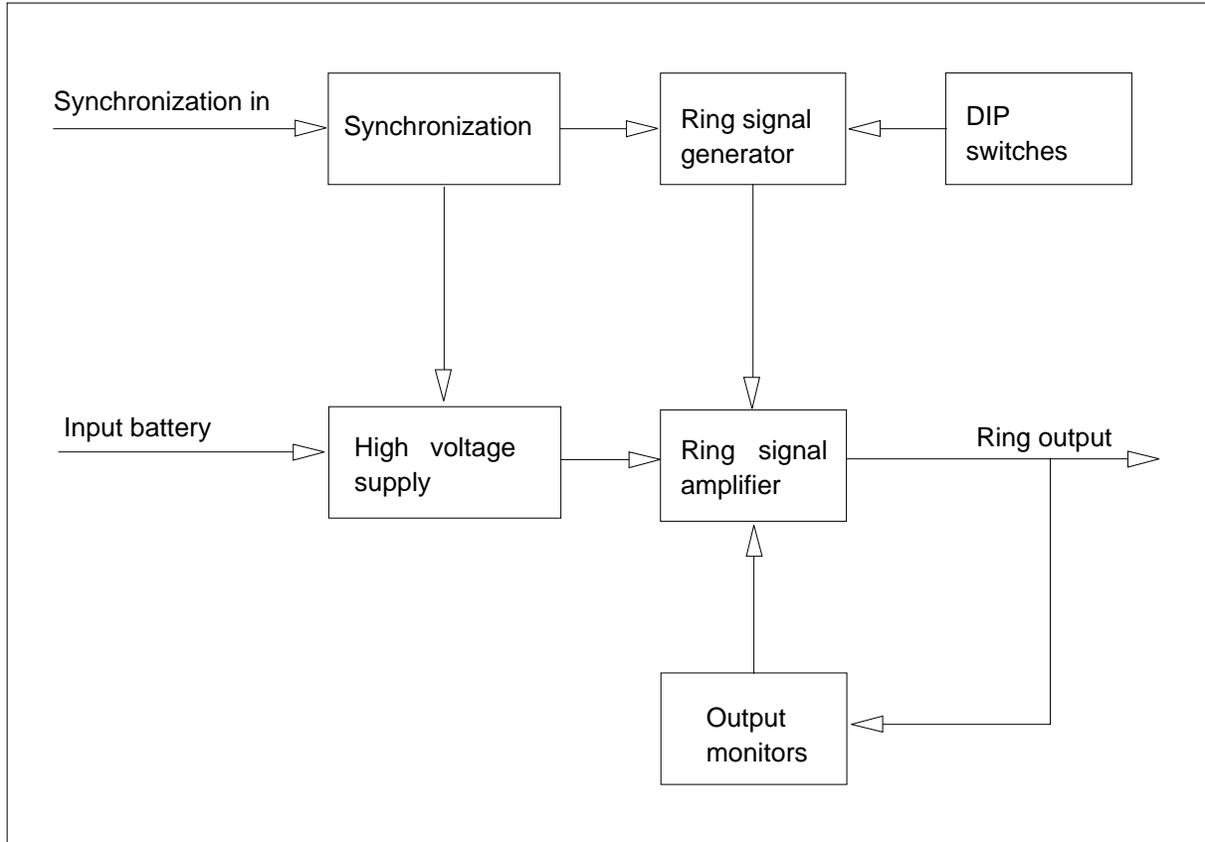 Synchronization in
Synchronization
Ring signal
generator
DIP
switches
Input battery
High voltage
supply
Ring signal
amplifier
Ring output
Output
monitors